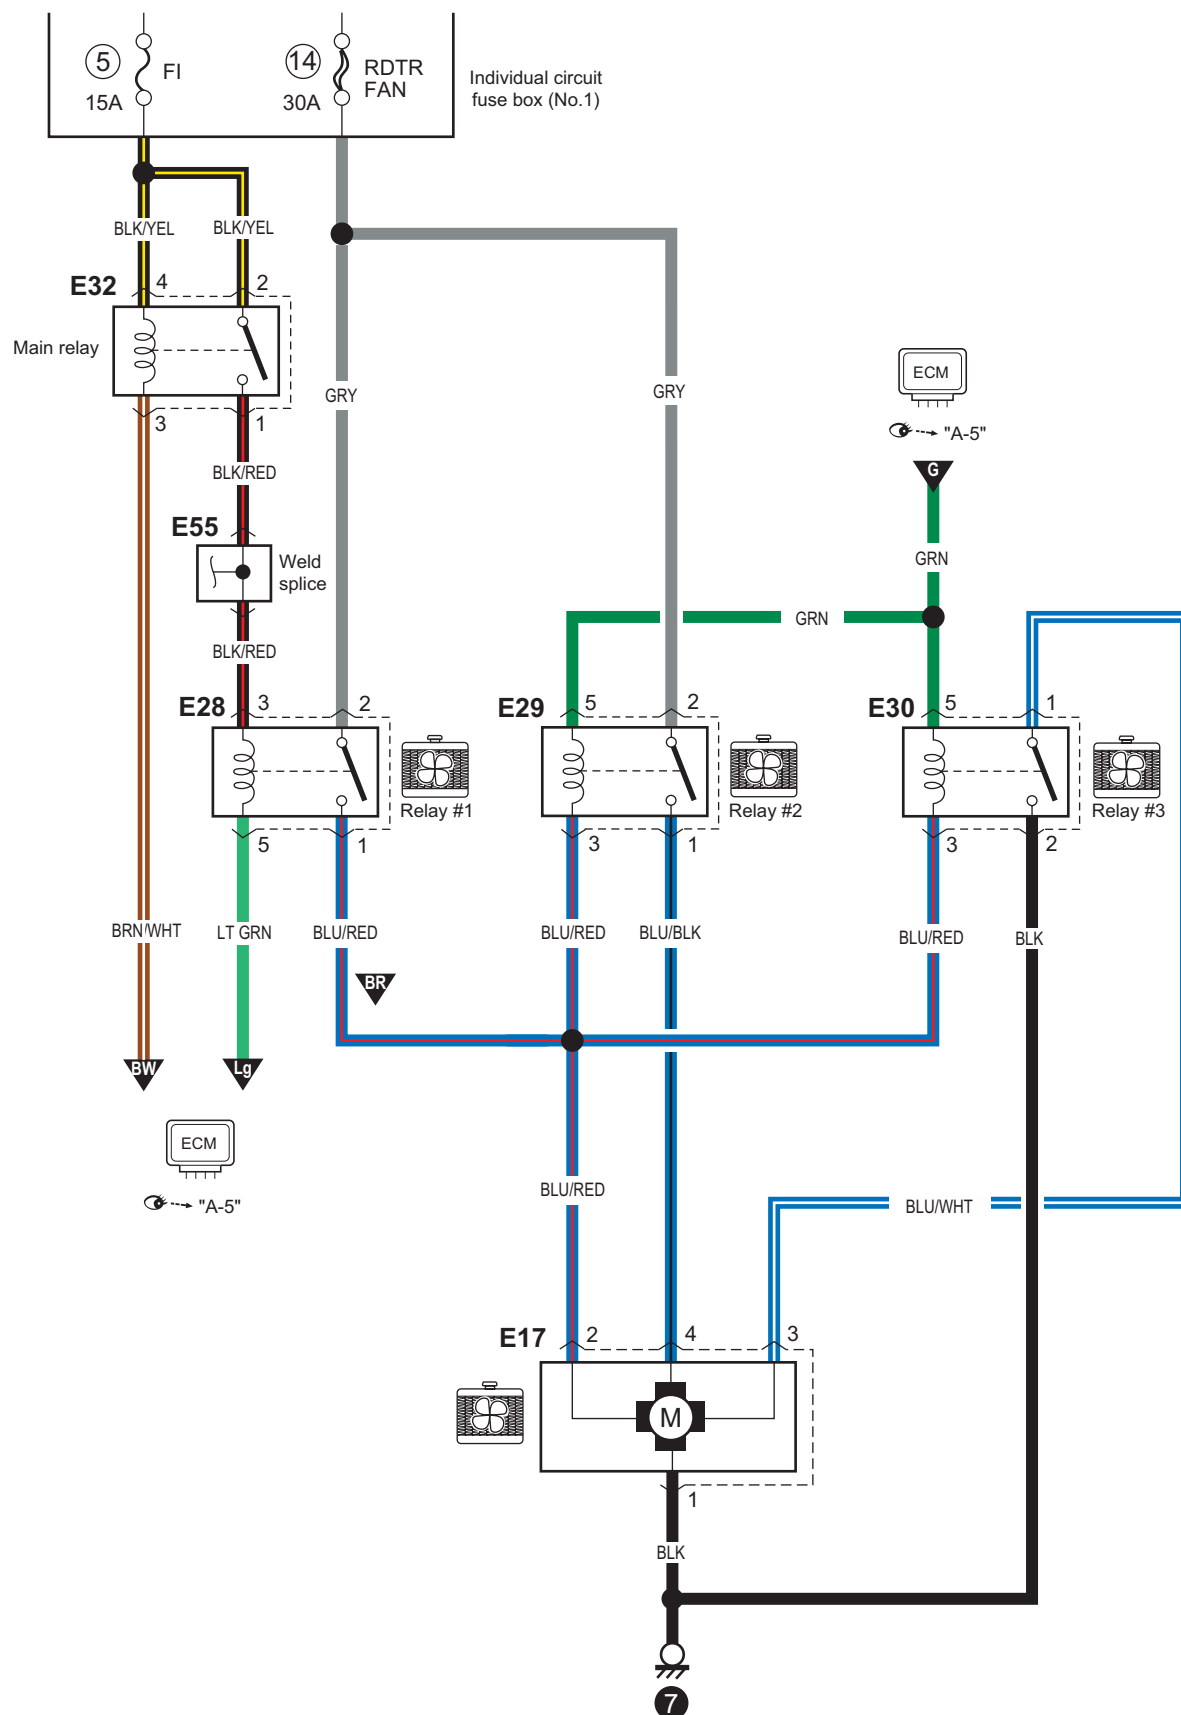 5
FI
15A
14
RDTR
FAN
30A
Individual circuit
fuse box (No.1)
BLK/YEL
BLK/YEL
E32
4
2
Main relay
3
1
GRY
GRY
ECM
"A-5"
G
BLK/RED
E55
Weld
splice
GRN
GRN
BLK/RED
E28
3
2
E29
5
2
E30
5
1
Relay #1
Relay #2
Relay #3
5
1
3
1
3
2
BRN/WHT
LT GRN
BLU/RED
BLU/RED
BLU/BLK
BLU/RED
BLK
BR
BW
Lg
ECM
"A-5"
BLU/RED
BLU/WHT
E17
2
4
3
M
1
BLK
7